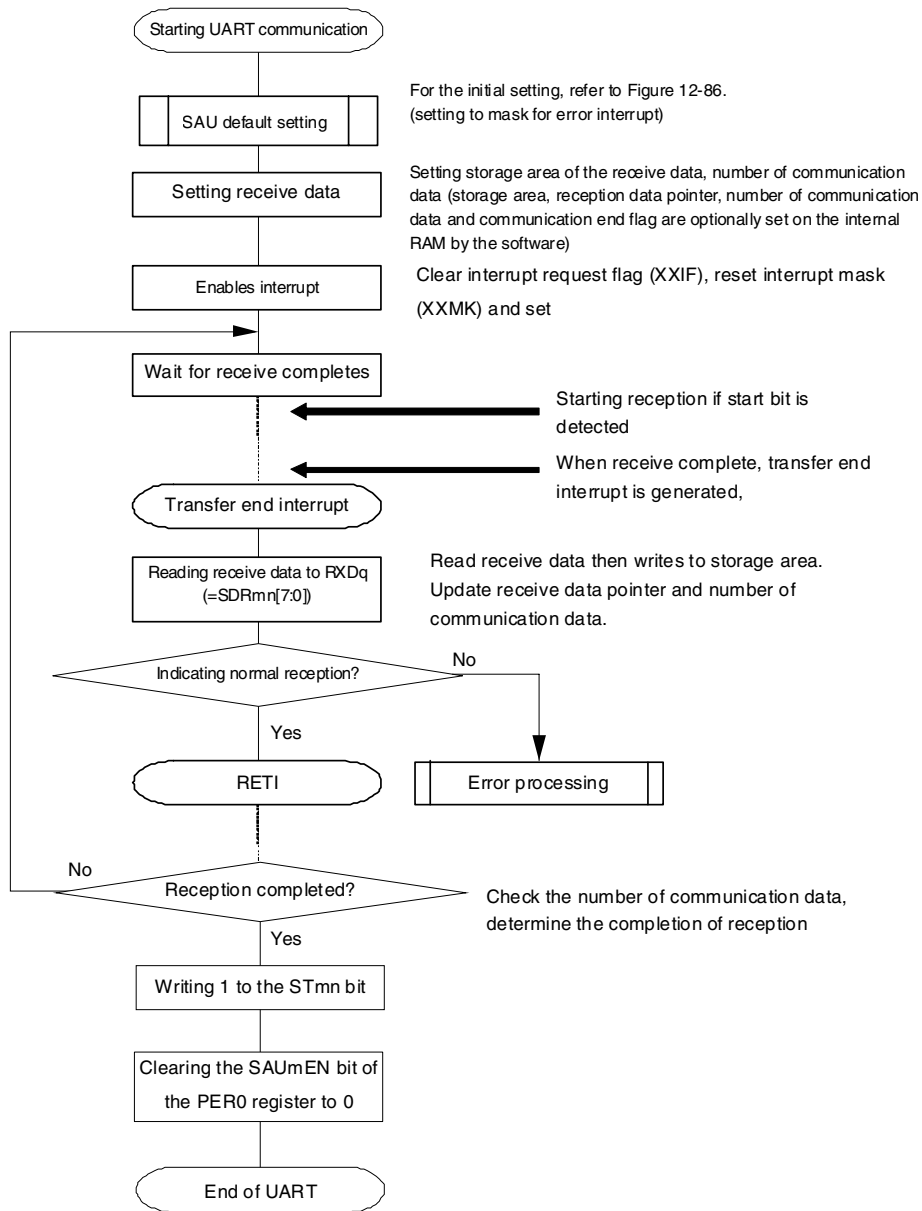 Starting UART communication
SAU default setting
For the initial setting, refer to Figure 12-86.
(setting to mask for error interrupt)
Setting receive data
Setting storage area of the receive data, number of communication
data (storage area, reception data pointer, number of communication
data and communication end flag are optionally set on the internal
RAM by the software)
Enables interrupt
Clear interrupt request flag (XXIF), reset interrupt mask
(XXMK) and set
Wait for receive completes
Starting reception if start bit is
detected
When receive complete, transfer end
interrupt is generated,
Transfer end interrupt
Reading receive data to RXDq
(=SDRmn[7:0])
Read receive data then writes to storage area.
Update receive data pointer and number of
communication data.
Indicating normal reception?
No
Yes
RETI
Error processing
No
Reception completed?
Check the number of communication data,
determine the completion of reception
Yes
Writing 1 to the STmn bit
Clearing the SAUmEN bit of
the PER0 register to 0
End of UART